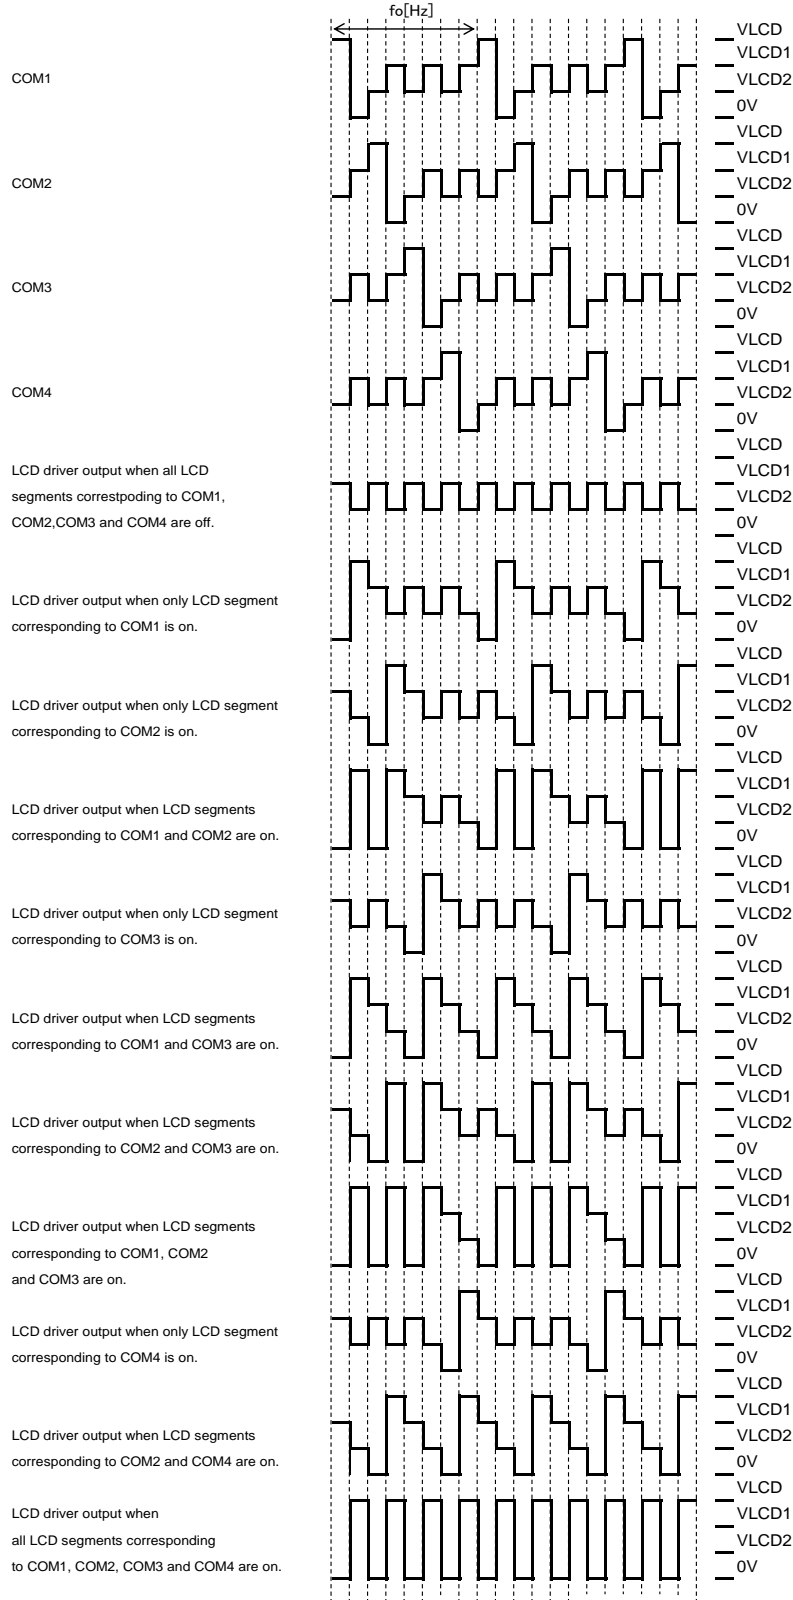 fo[Hz]
COM1
VLCD
VLCD1
VLCD2
0V
COM2
VLCD
VLCD1
VLCD2
0V
COM3
VLCD
VLCD1
VLCD2
0V
COM4
VLCD
VLCD1
VLCD2
0V
LCD driver output when all LCD
segments correstpoding to COM1,
COM2,COM3 and COM4 are off.
VLCD
VLCD1
VLCD2
0V
LCD driver output when only LCD segment
corresponding to COM1 is on.
VLCD
VLCD1
VLCD2
0V
LCD driver output when only LCD segment
corresponding to COM2 is on.
VLCD
VLCD1
VLCD2
0V
LCD driver output when LCD segments
corresponding to COM1 and COM2 are on.
VLCD
VLCD1
VLCD2
0V
LCD driver output when only LCD segment
corresponding to COM3 is on.
VLCD
VLCD1
VLCD2
0V
LCD driver output when LCD segments
corresponding to COM1 and COM3 are on.
VLCD
VLCD1
VLCD2
0V
LCD driver output when LCD segments
corresponding to COM2 and COM3 are on.
VLCD
VLCD1
VLCD2
0V
LCD driver output when LCD segments
corresponding to COM1, COM2
and COM3 are on.
VLCD
VLCD1
VLCD2
0V
LCD driver output when only LCD segment
corresponding to COM4 is on.
VLCD
VLCD1
VLCD2
0V
LCD driver output when LCD segments
corresponding to COM2 and COM4 are on.
VLCD
VLCD1
VLCD2
0V
LCD driver output when
all LCD segments corresponding
to COM1, COM2, COM3 and COM4 are on.
VLCD
VLCD1
VLCD2
0V